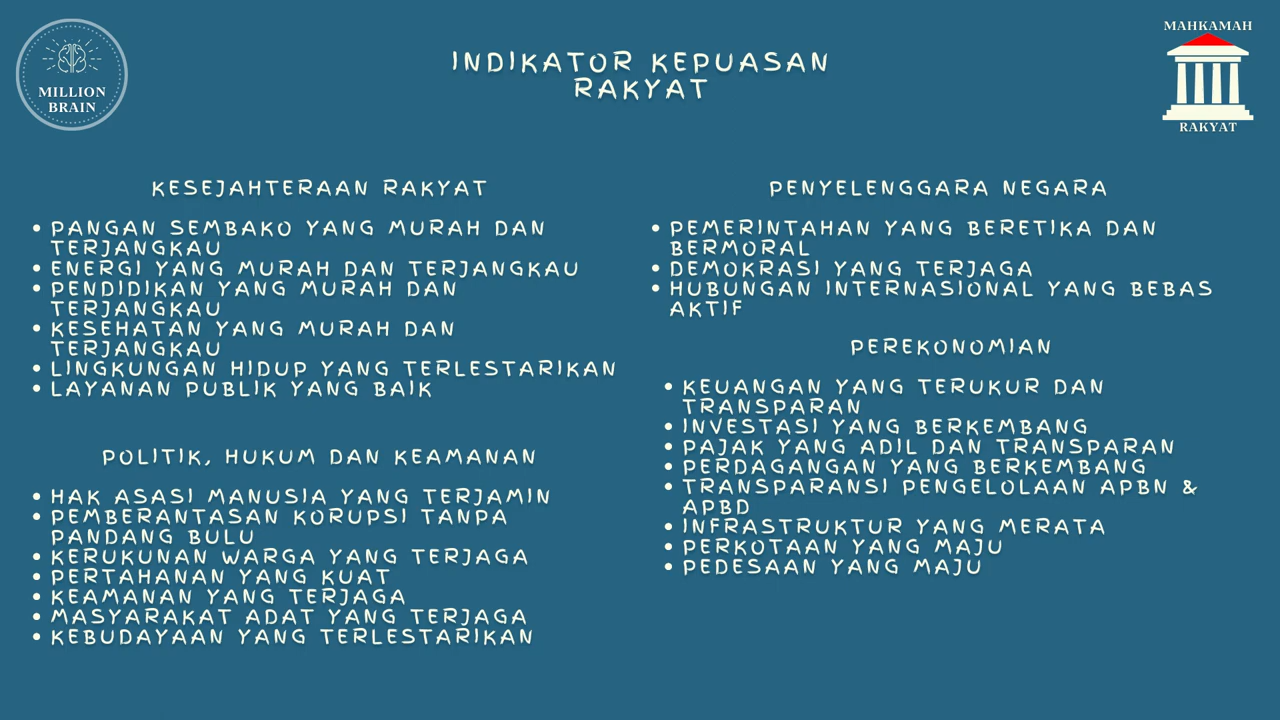 MILLION
BRAIN
INDIKATOR KEPUASAN
RAKYAT
MAHKAMAH
RAKYAT
KESEJAHTERAAN RAKYAT
• PANGAN SEMBAKO YANG MURAH DAN
TERJANGKAU
• ENERGI YANG MURAH DAN TERJANGKAU
• PENDIDIKAN YANG MURAH DAN
TERJANGKAU
• KESEHATAN YANG MURAH DAN
TERJANGKAU
• LINGKUNGAN HIDUP YANG TERLESTARIKAN
• LAYANAN PUBLIK YANG BAIK
POLITIK, HUKUM DAN KEAMANAN
• HAK ASASI MANUSIA YANG TERJAMIN
• PEMBERANTASAN KORUPSI TANPA
PANDANG BULU
• KERUKUNAN WARGA YANG TERJAGA
• PERTAHANAN YANG KUAT
• KEAMANAN YANG TERJAGA
• MASYARAKAT ADAT YANG TERJAGA
• KEBUDAYAAN YANG TERLESTARIKAN
PENYELENGGARA NEGARA
• PEMERINTAHAN YANG BERETIKA DAN
BERMORAL
• DEMOKRASI YANG TERJAGA
• HUBUNGAN INTERNASIONAL YANG BEBAS
AKTIF
PEREKONOMIAN
• KEUANGAN YANG TERUKUR DAN
TRANSPARAN
• INVESTASI YANG BERKEMBANG
• PAJAK YANG ADIL DAN TRANSPARAN
• PERDAGANGAN YANG BERKEMBANG
• TRANSPARANSI PENGELOLAAN APBN &
APBD
• INFRASTRUKTUR YANG MERATA
• PERKOTAAN YANG MAJU
• PEDESAAN YANG MAJU